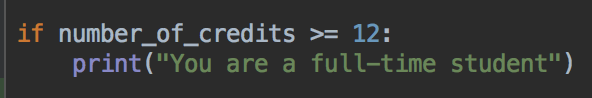 if number_of_credits >= 12:
    print("You are a full-time student")